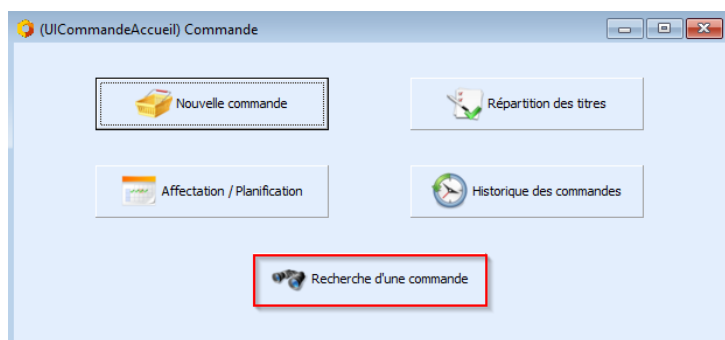 (UICommandeAccueil) Commande
Nouvelle commande
Répartition des titres
Affectation / Planification
Historique des commandes
Recherche d'une commande